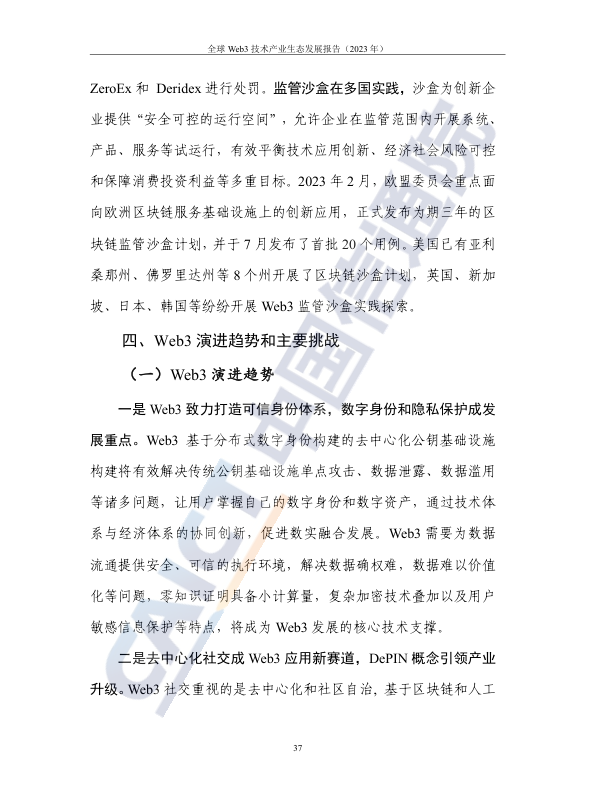 全球 Web3 技术产业生态发展报告（2023 年）
ZeroEx 和 Deridex 进行处罚。监管沙盒在多国实践，沙盒为创新企
业提供“安全可控的运行空间”，允许企业在监管范围内开展系统、
产品、服务等试运行，有效平衡技术应用创新、经济社会风险可控
和保障消费投资利益等多重目标。2023 年 2 月，欧盟委员会重点面
向欧洲区块链服务基础设施上的创新应用，正式发布为期三年的区
块链监管沙盒计划，并于 7 月发布了首批 20 个用例。美国已有亚利
桑那州、佛罗里达州等 8 个州开展了区块链沙盒计划，英国、新加
坡、日本、韩国等纷纷开展 Web3 监管沙盒实践探索。
四、Web3 演进趋势和主要挑战
（一）Web3 演进趋势
一是 Web3 致力打造可信身份体系，数字身份和隐私保护成发
展重点。Web3 基于分布式数字身份构建的去中心化公钥基础设施
构建将有效解决传统公钥基础设施单点攻击、数据泄露、数据滥用
等诸多问题，让用户掌握自己的数字身份和数字资产，通过技术体
系与经济体系的协同创新，促进数实融合发展。Web3 需要为数据
流通提供安全、可信的执行环境，解决数据确权难，数据难以价值
化等问题，零知识证明具备小计算量，复杂加密技术叠加以及用户
敏感信息保护等特点，将成为 Web3 发展的核心技术支撑。
二是去中心化社交成 Web3 应用新赛道，DePIN 概念引领产业
升级。Web3 社交重视的是去中心化和社区自治，基于区块链和人工
37
CAICT 中国信通院